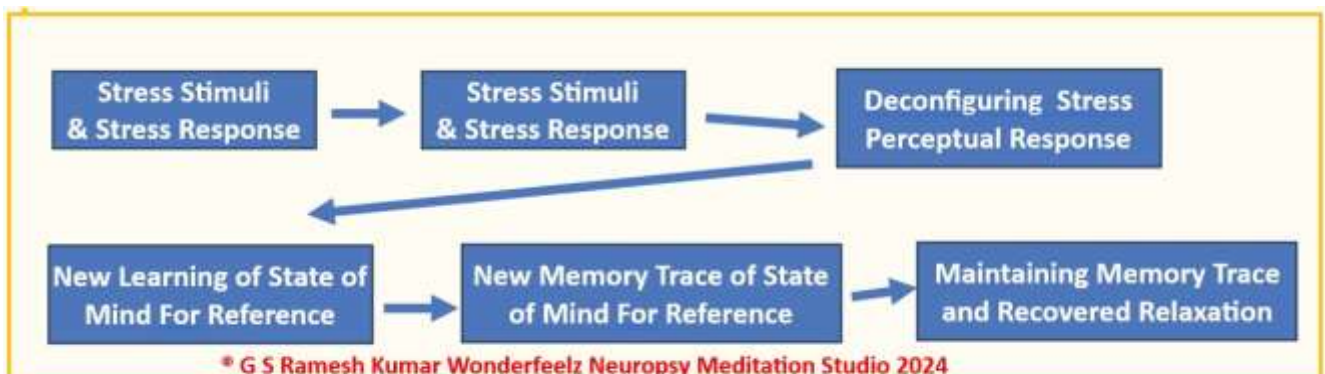 Stress Stimuli
& Stress Response
Stress Stimuli
& Stress Response
Deconfiguring Stress
Perceptual Response
New Learning of State of
Mind For Reference
New Memory Trace of State
of Mind For Reference
Maintaining Memory Trace
and Recovered Relaxation
® G S Ramesh Kumar Wonderfeelz Neuropsy Meditation Studio 2024